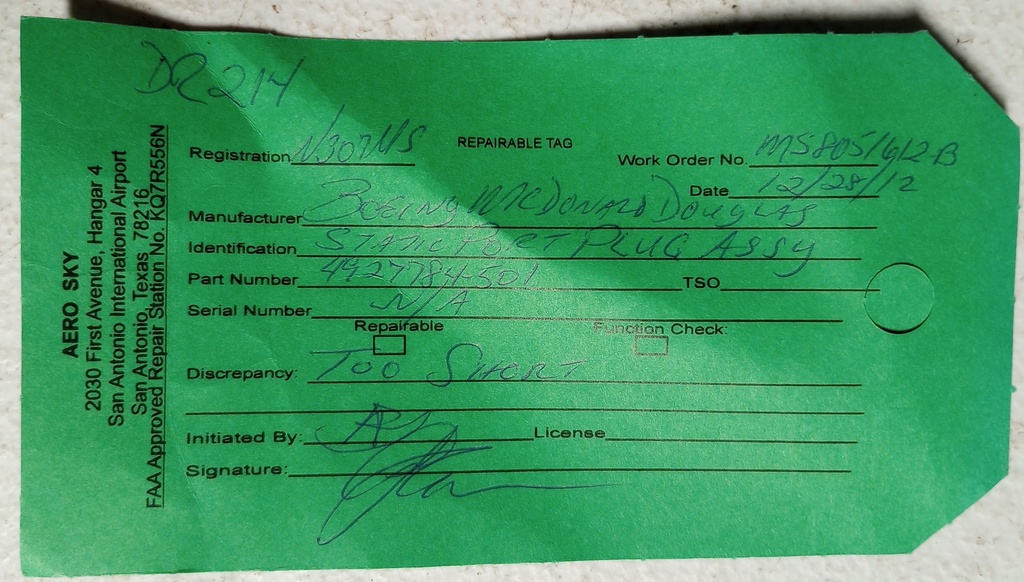 DR 214
REPAIRABLE TAG
Registration N307MS
Work Order No. MS805/612-B
Date 12/28/12
Manufacturer BOEING MCDONALD DOUGLAS
Identification STATIC PORT PLUG ASSY
Part Number 4927784-501 TSO
Serial Number N/A
Repairable Function Check:
Discrepancy: TOO SHORT
Initiated By: License
Signature:
AERO SKY
2030 First Avenue, Hangar 4
San Antonio International Airport
San Antonio, Texas 78216
FAA Approved Repair Station No. KQ7R556N